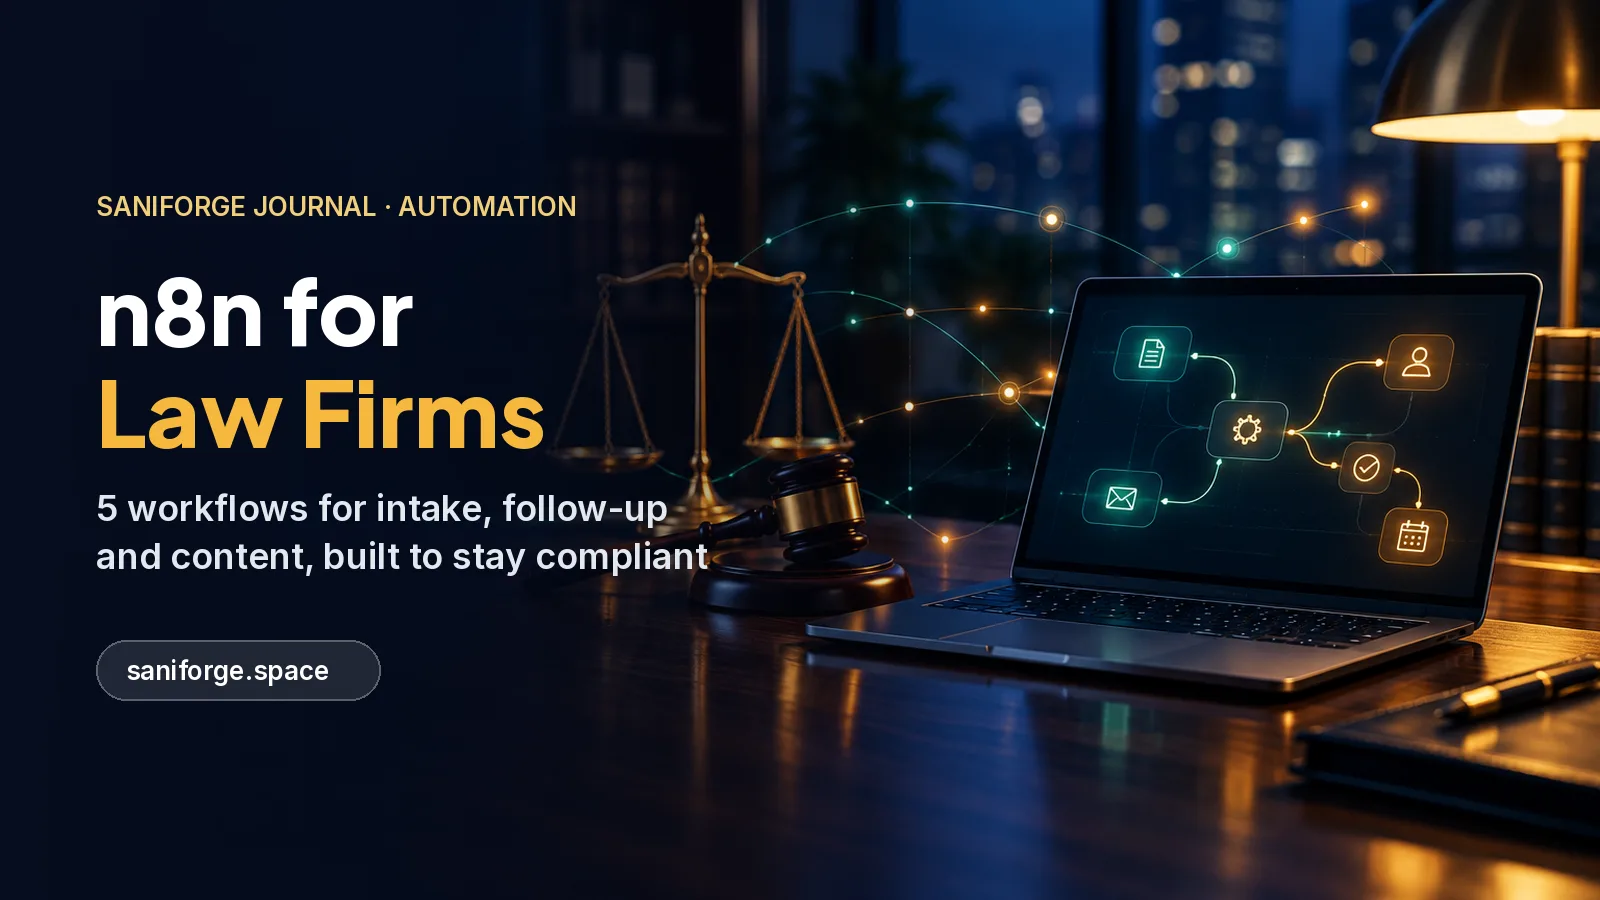 SANIFORGE JOURNAL · AUTOMATION
n8n for
Law Firms
5 workflows for intake, follow-up
and content, built to stay compliant
saniforge.space